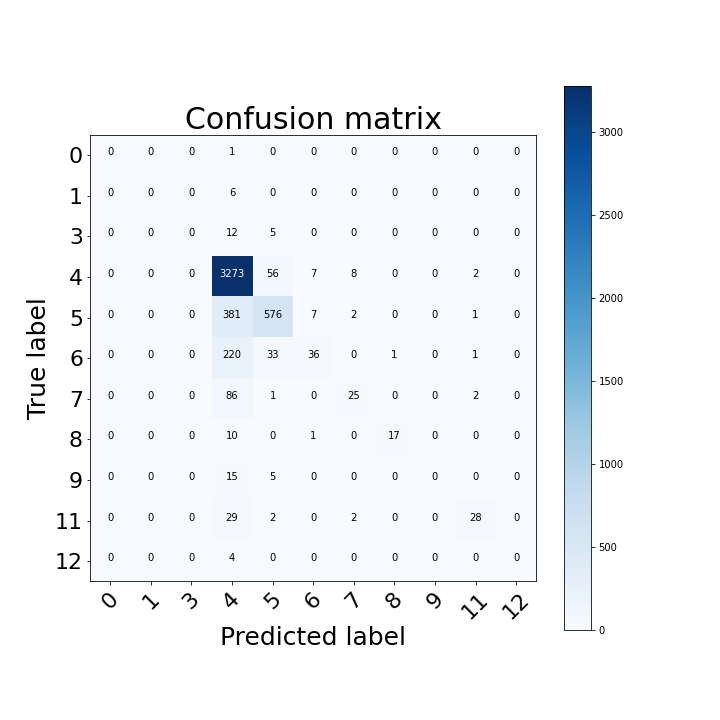 Confusion matrix
0 0 0 0 1 0 0 0 0 0 0 0
1 0 0 0 6 0 0 0 0 0 0 0
3 0 0 0 12 5 0 0 0 0 0 0
4 0 0 0 3273 56 7 8 0 0 2 0
5 0 0 0 381 576 7 2 0 0 1 0
6 0 0 0 220 33 36 0 1 0 1 0
7 0 0 0 86 1 0 25 0 0 2 0
8 0 0 0 10 0 1 0 17 0 0 0
9 0 0 0 15 5 0 0 0 0 0 0
11 0 0 0 29 2 0 2 0 0 28 0
12 0 0 0 4 0 0 0 0 0 0 0
0 1 3 4 5 6 7 8 9 11 12
True label
Predicted label
3000
2500
2000
1500
1000
500
0